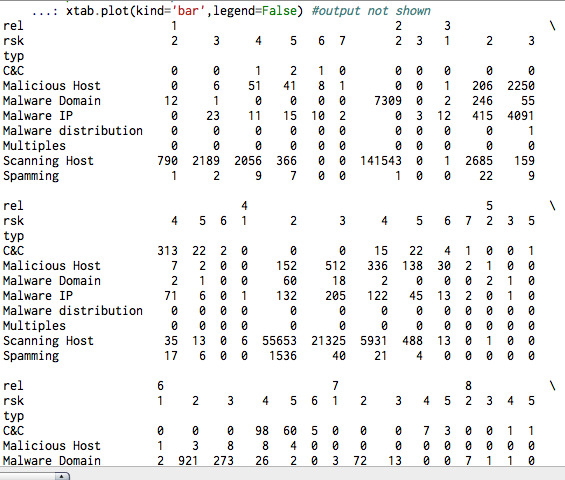 ...: xtab.plot(kind='bar',legend=False) #output not shown
rel 1 2 3 \
rsk 2 3 4 5 6 7 2 3 1 2 3
typ
C&C 0 0 1 2 1 0 0 0 0 0 0
Malicious Host 0 6 51 41 8 1 0 0 1 206 2250
Malware Domain 12 1 0 0 0 0 7309 0 2 246 55
Malware IP 0 23 11 15 10 2 0 3 12 415 4091
Malware distribution 0 0 0 0 0 0 0 0 0 0 1
Multiples 0 0 0 0 0 0 0 0 0 0 0
Scanning Host 790 2189 2056 366 0 0 141543 0 1 2685 159
Spamming 1 2 9 7 0 0 1 0 0 22 9
rel 4 5 \
rsk 4 5 6 1 2 3 4 5 6 7 2 3 5
typ
C&C 313 22 2 0 0 0 15 22 4 1 0 0 1
Malicious Host 7 2 0 0 152 512 336 138 30 2 1 0 0
Malware Domain 2 1 0 0 60 18 2 0 0 0 2 1 0
Malware IP 71 6 0 1 132 205 122 45 13 2 0 1 0
Malware distribution 0 0 0 0 0 0 0 0 0 0 0 0 0
Multiples 0 0 0 0 0 0 0 0 0 0 0 0 0
Scanning Host 35 13 0 6 55653 21325 5931 488 13 0 1 0 0
Spamming 17 6 0 0 1536 40 21 4 0 0 0 0 0
rel 6 7 8 \
rsk 1 2 3 4 5 6 1 2 3 4 5 2 3 4 5
typ
C&C 0 0 0 98 60 5 0 0 0 7 3 0 0 1 1
Malicious Host 1 3 8 8 4 0 0 0 0 0 0 0 0 0 0
Malware Domain 2 921 273 26 2 0 3 72 13 0 0 7 1 1 0